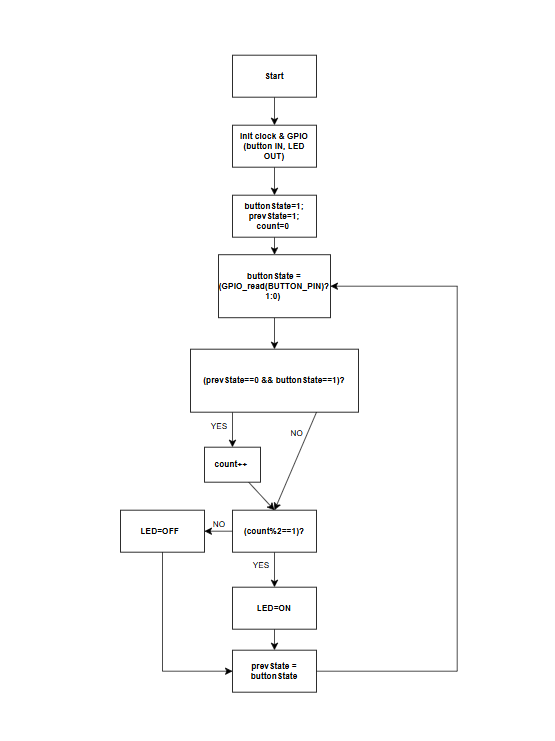 Start
Init clock & GPIO
(button IN, LED
OUT)
buttonState=1;
prevState=1;
count=0
buttonState =
(GPIO_read(BUTTON_PIN)?
1:0)
(prevState==0 && buttonState==1)?
YES
NO
count++
LED=OFF
NO
(count%2==1)?
YES
LED=ON
prevState =
buttonState